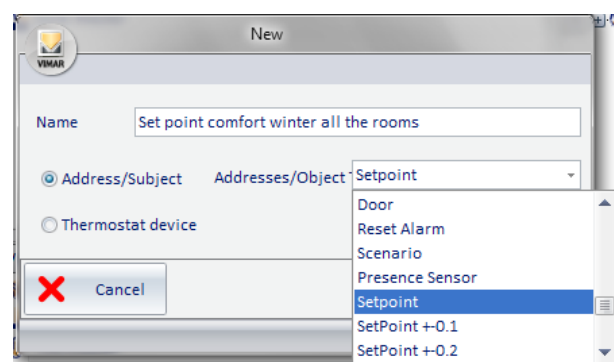 New
VIMAR
Name Set point comfort winter all the rooms
Address/Subject Addresses/Object Setpoint
Door
Thermostat device Reset Alarm
Scenario
Presence Sensor
Cancel Setpoint
SetPoint +-0.1
SetPoint +-0.2